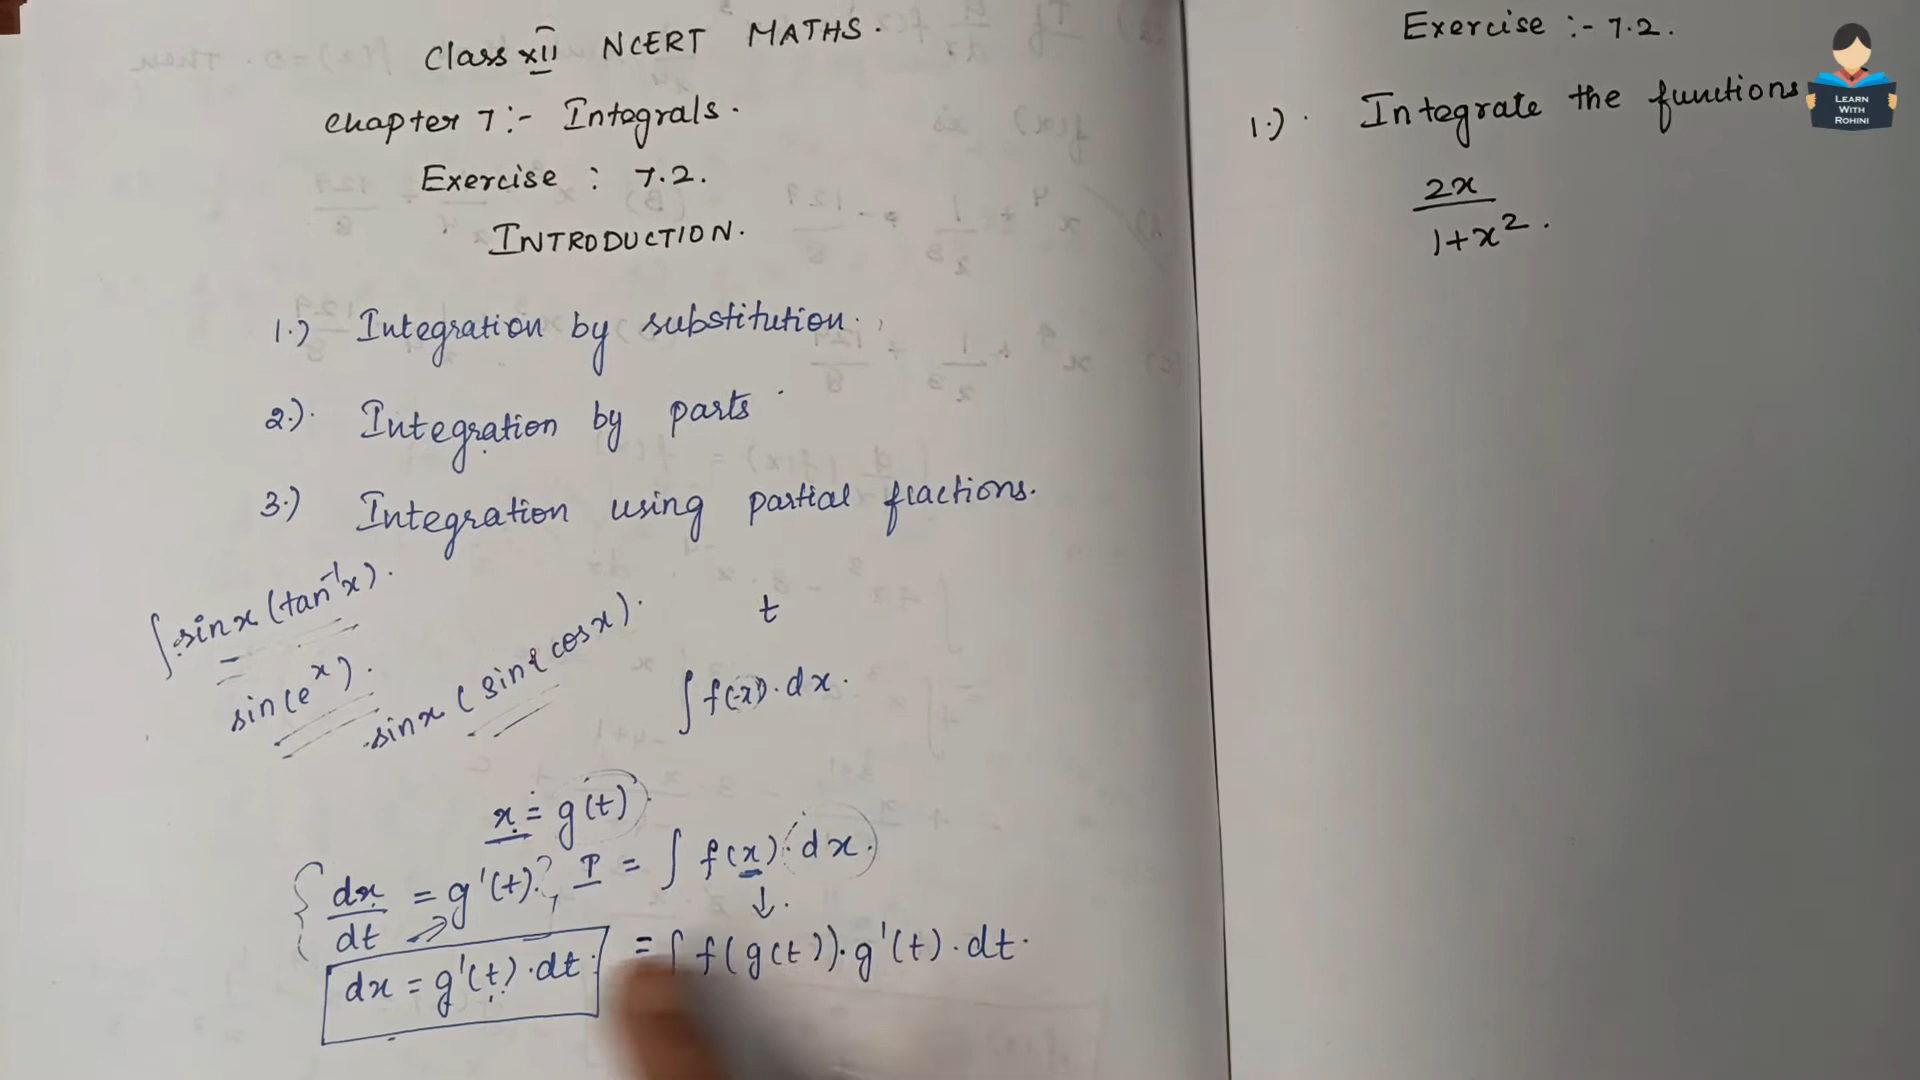 Class XII NCERT MATHS.
Chapter 7:- Integrals.
Exercise : 7.2.
INTRODUCTION.
1.) Integration by substitution.
2.) Integration by parts
3.) Integration using partial fractions.
∫sinx (tan⁻¹x).
sin(eˣ).
sinx (sinx cosx).
t
∫f(x).dx.
x = g(t)
dx/dt = g'(t). I = ∫ f(x).dx.
dx = g'(t).dt. = ∫ f(g(t)).g'(t).dt.
Exercise :- 7.2.
1.) Integrate the functions
2x/1+x².
LEARN
WITH
ROHINI